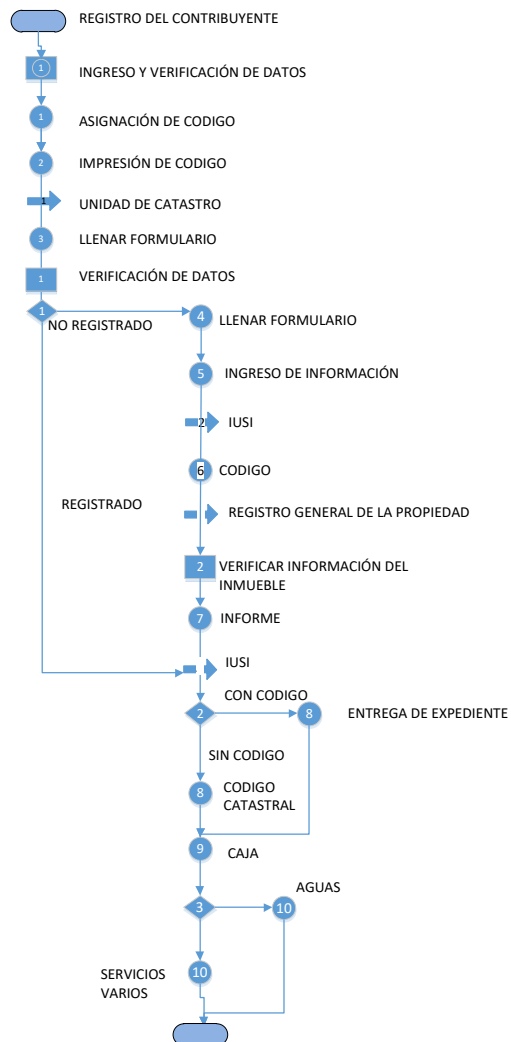 REGISTRO DEL CONTRIBUYENTE
1 INGRESO Y VERIFICACIÓN DE DATOS
1 ASIGNACIÓN DE CODIGO
2 IMPRESIÓN DE CODIGO
1 UNIDAD DE CATASTRO
3 LLENAR FORMULARIO
1 VERIFICACIÓN DE DATOS
1
NO REGISTRADO
4 LLENAR FORMULARIO
5 INGRESO DE INFORMACIÓN
2 IUSI
6 CODIGO
REGISTRADO
REGISTRO GENERAL DE LA PROPIEDAD
2 VERIFICAR INFORMACIÓN DEL
INMUEBLE
7 INFORME
IUSI
CON CODIGO
2
8 ENTREGA DE EXPEDIENTE
SIN CODIGO
8 CODIGO
CATASTRAL
9 CAJA
AGUAS
3
10
SERVICIOS
VARIOS
10